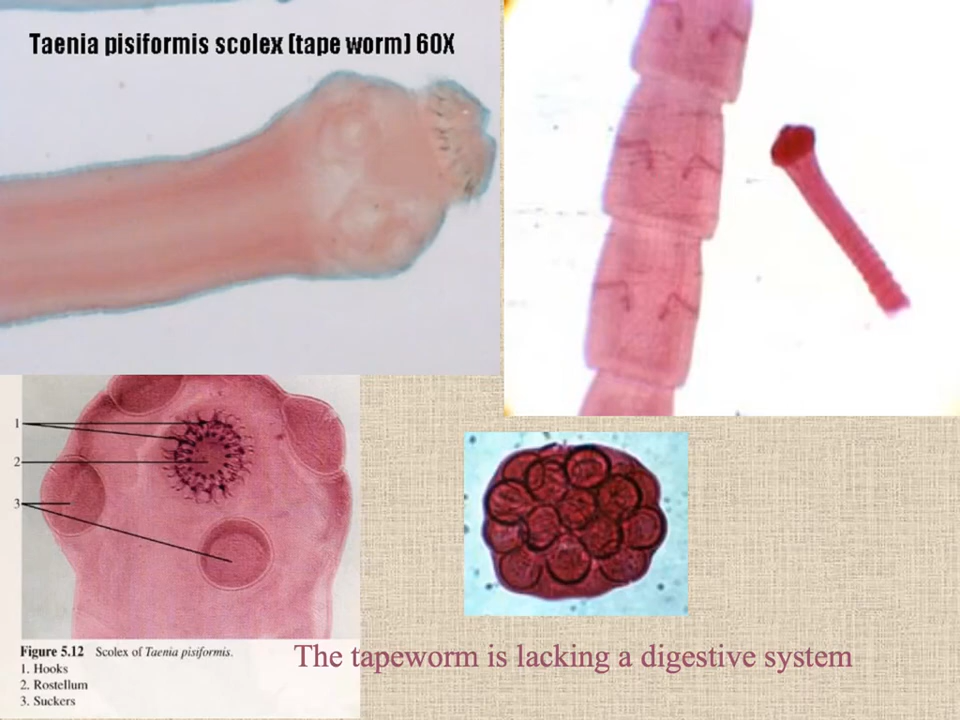 Taenia pisiformis scolex (tape worm) 60X
1
2
3
Figure 5.12 Scolex of Taenia pisiformis.
1. Hooks
2. Rostellum
3. Suckers
The tapeworm is lacking a digestive system